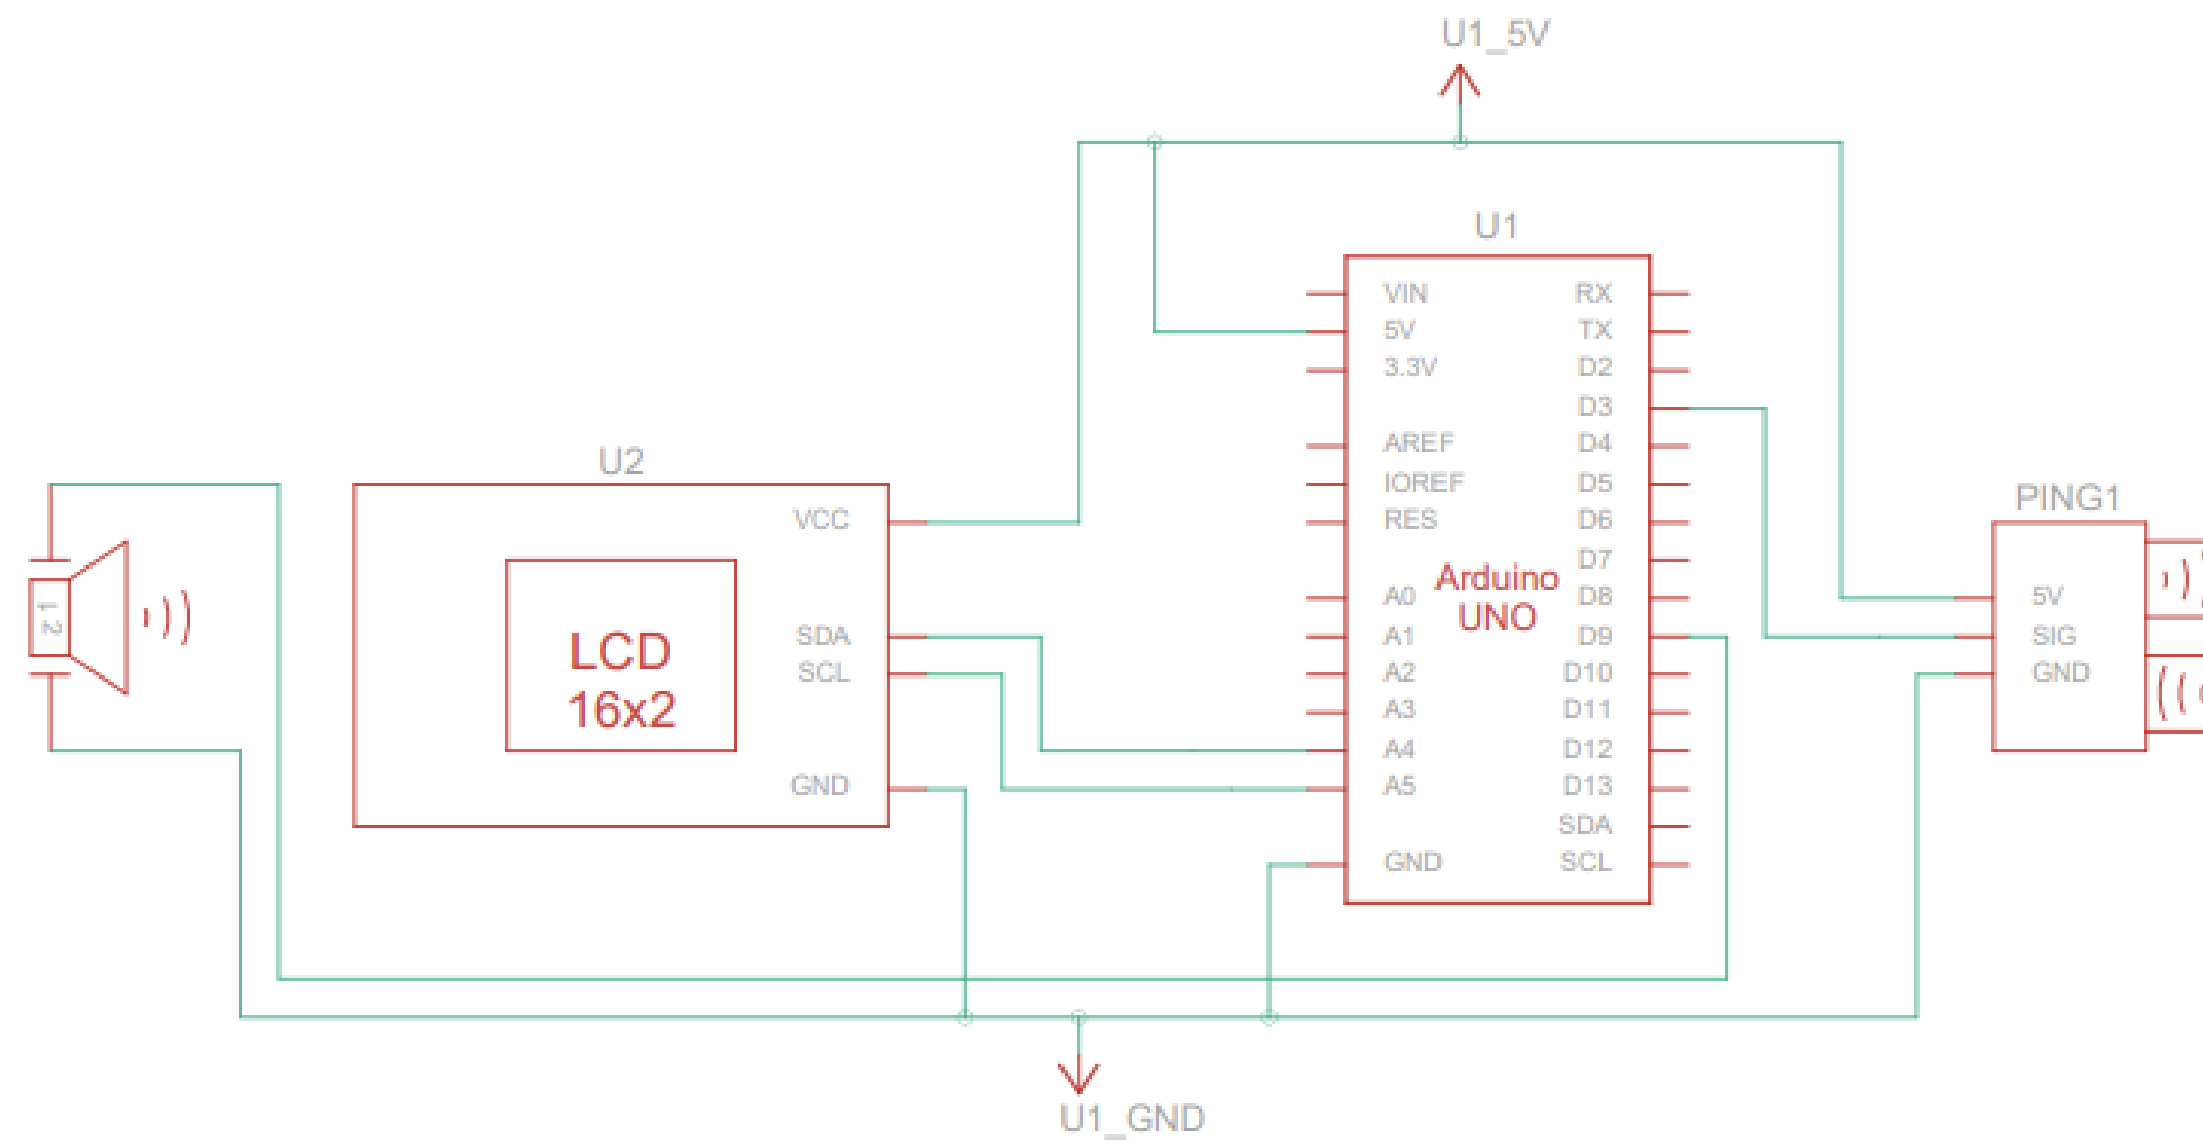 U1_5V
U1
VIN
5V
3.3V
AREF
IOREF
RES
A0
A1
A2
A3
A4
A5
GND
Arduino
UNO
RX
TX
D2
D3
D4
D5
D6
D7
D8
D9
D10
D11
D12
D13
SDA
SCL
U2
VCC
SDA
SCL
GND
LCD
16x2
1 2
PING1
5V
SIG
GND
U1_GND